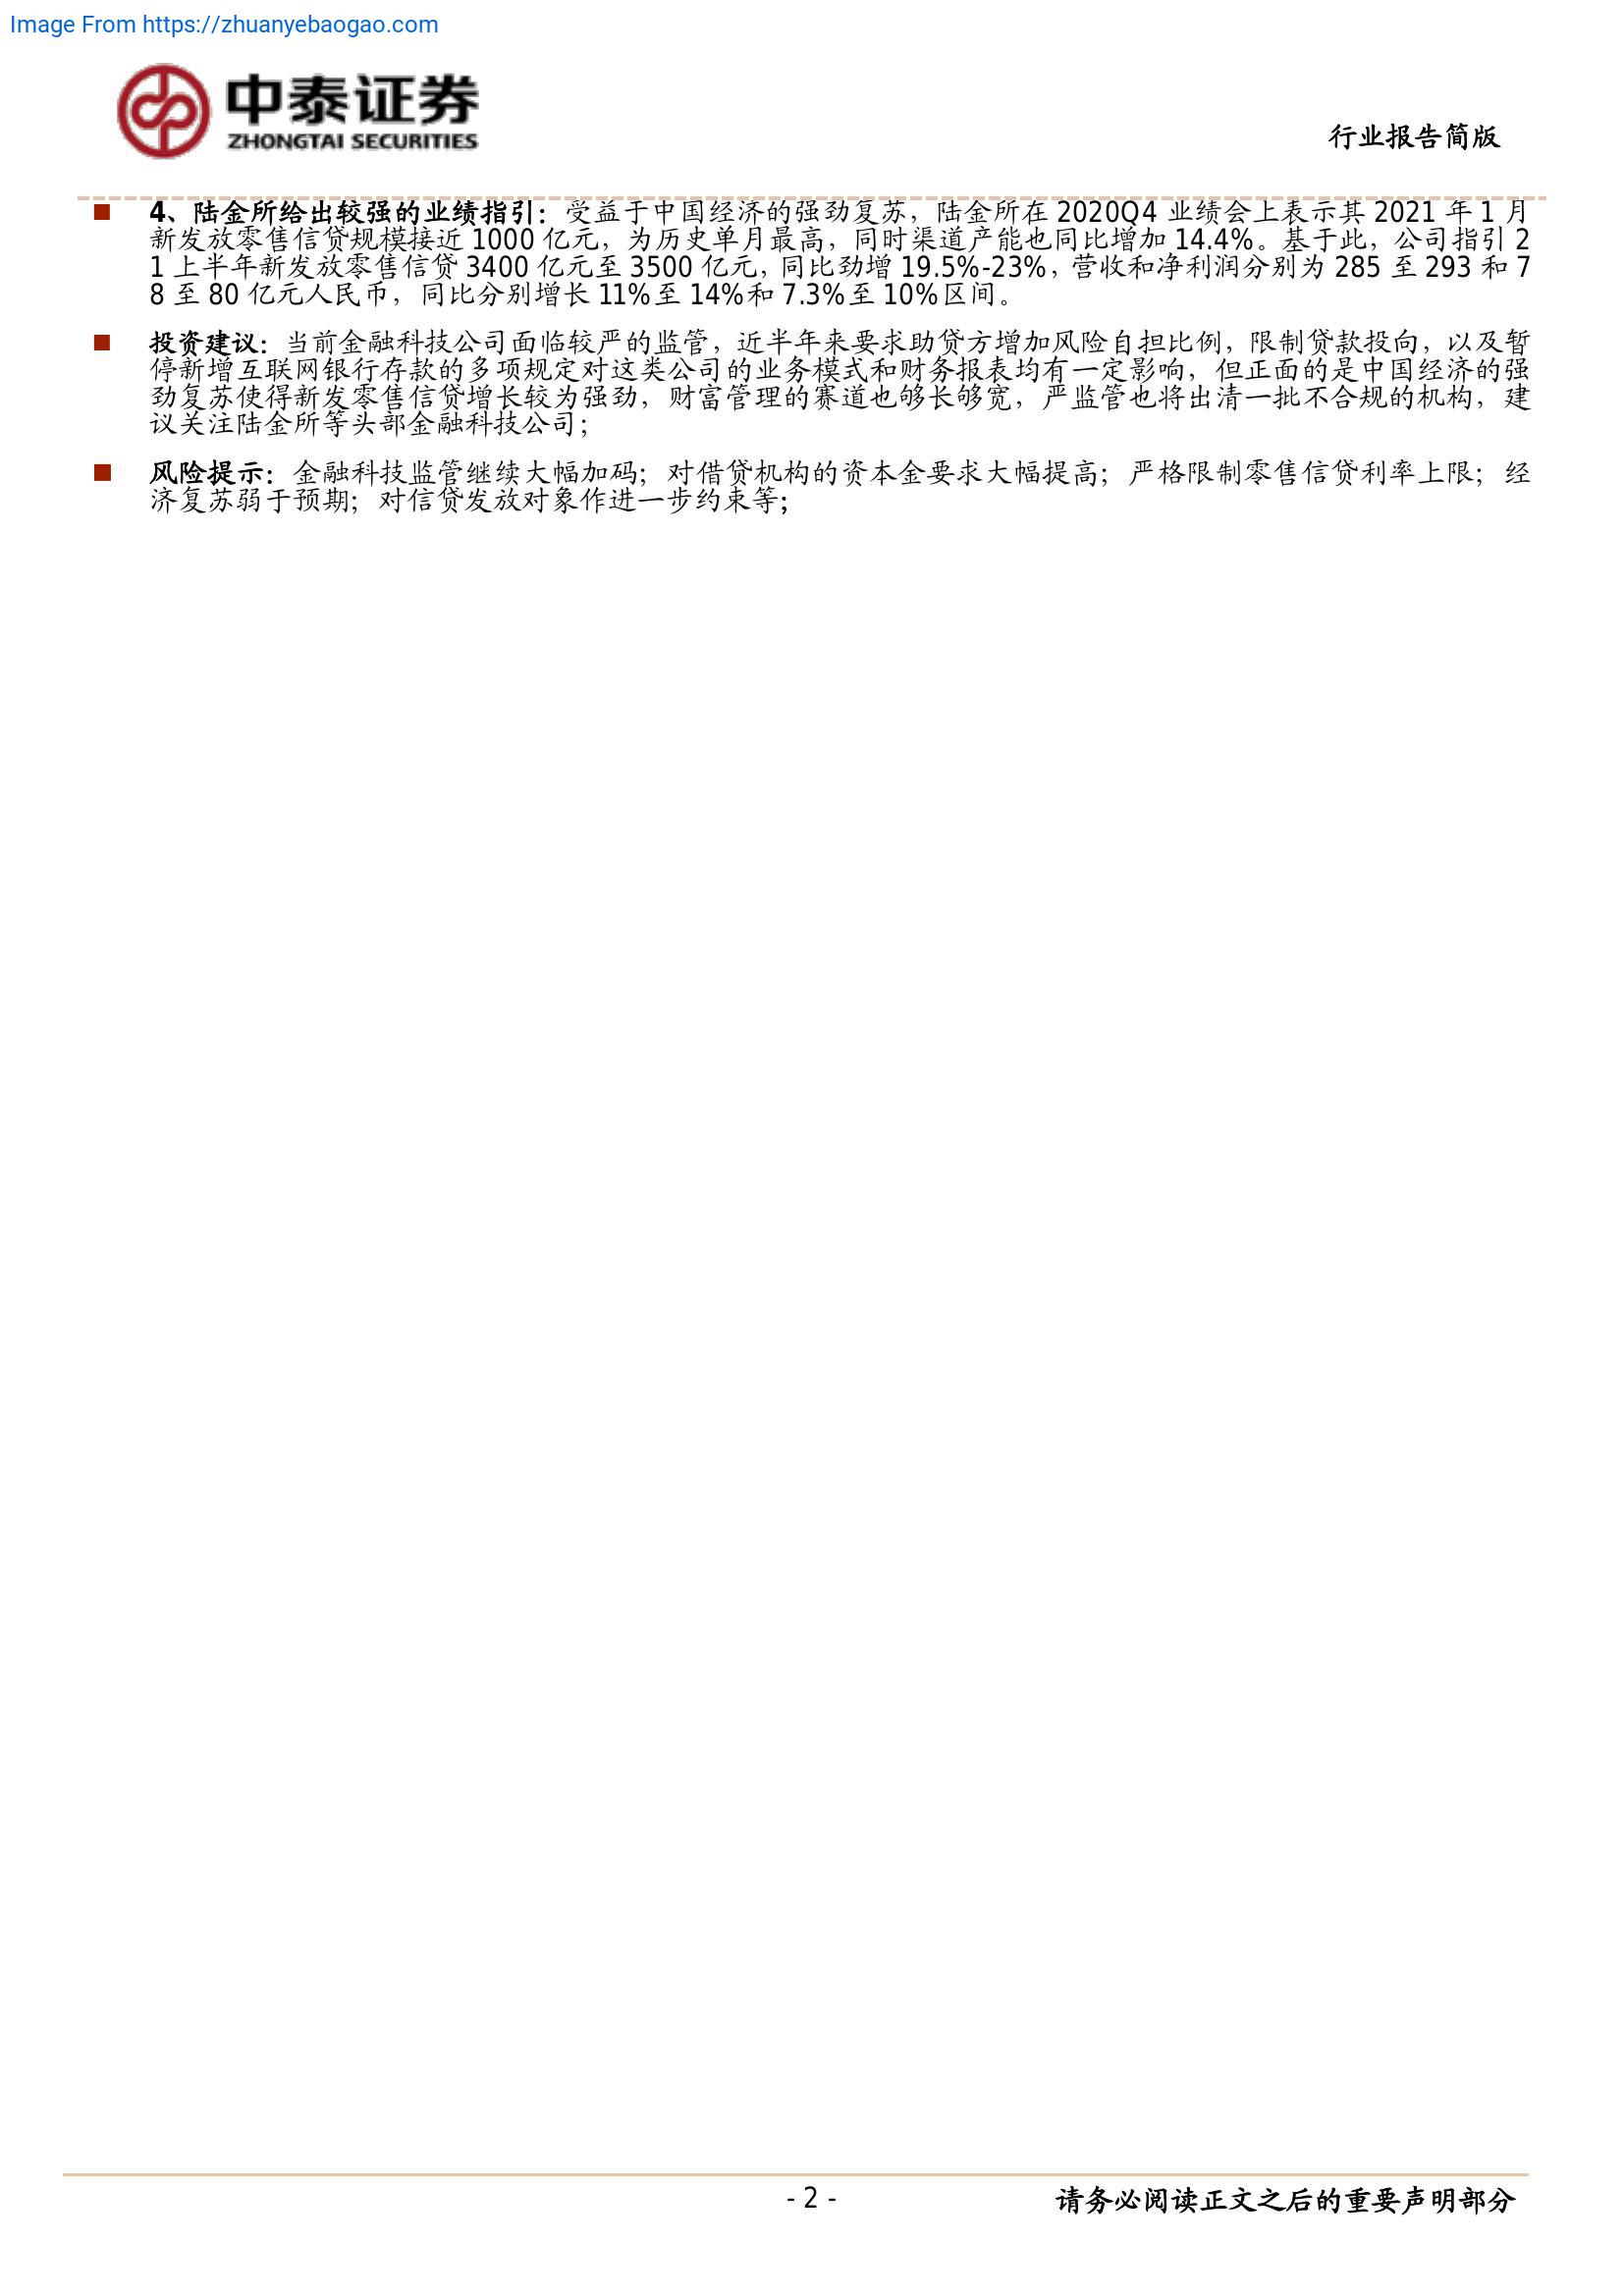 Image From https://zhuanyebaogao.com
中泰证券
ZHONGTAI SECURITIES
行业报告简版
■ 4、陆金所给出较强的业绩指引：受益于中国经济的强劲复苏，陆金所在 2020Q4 业绩会上表示其 2021 年 1 月
新发放零售信贷规模接近 1000 亿元，为历史单月最高，同时渠道产能也同比增加 14.4%。基于此，公司指引 2
1 上半年新发放零售信贷 3400 亿元至 3500 亿元，同比劲增 19.5%-23%，营收和净利润分别为 285 至 293 和 7
8 至 80 亿元人民币，同比分别增长 11%至 14%和 7.3%至 10%区间。
■ 投资建议：当前金融科技公司面临较严的监管，近半年来要求助贷方增加风险自担比例，限制贷款投向，以及暂
停新增互联网银行存款的多项规定对这类公司的业务模式和财务报表均有一定影响，但正面的是中国经济的强
劲复苏使得新发零售信贷增长较为强劲，财富管理的赛道也够长够宽，严监管也将出清一批不合规的机构，建
议关注陆金所等头部金融科技公司；
■ 风险提示：金融科技监管继续大幅加码；对借贷机构的资本金要求大幅提高；严格限制零售信贷利率上限；经
济复苏弱于预期；对信贷发放对象作进一步约束等；
- 2 -
请务必阅读正文之后的重要声明部分